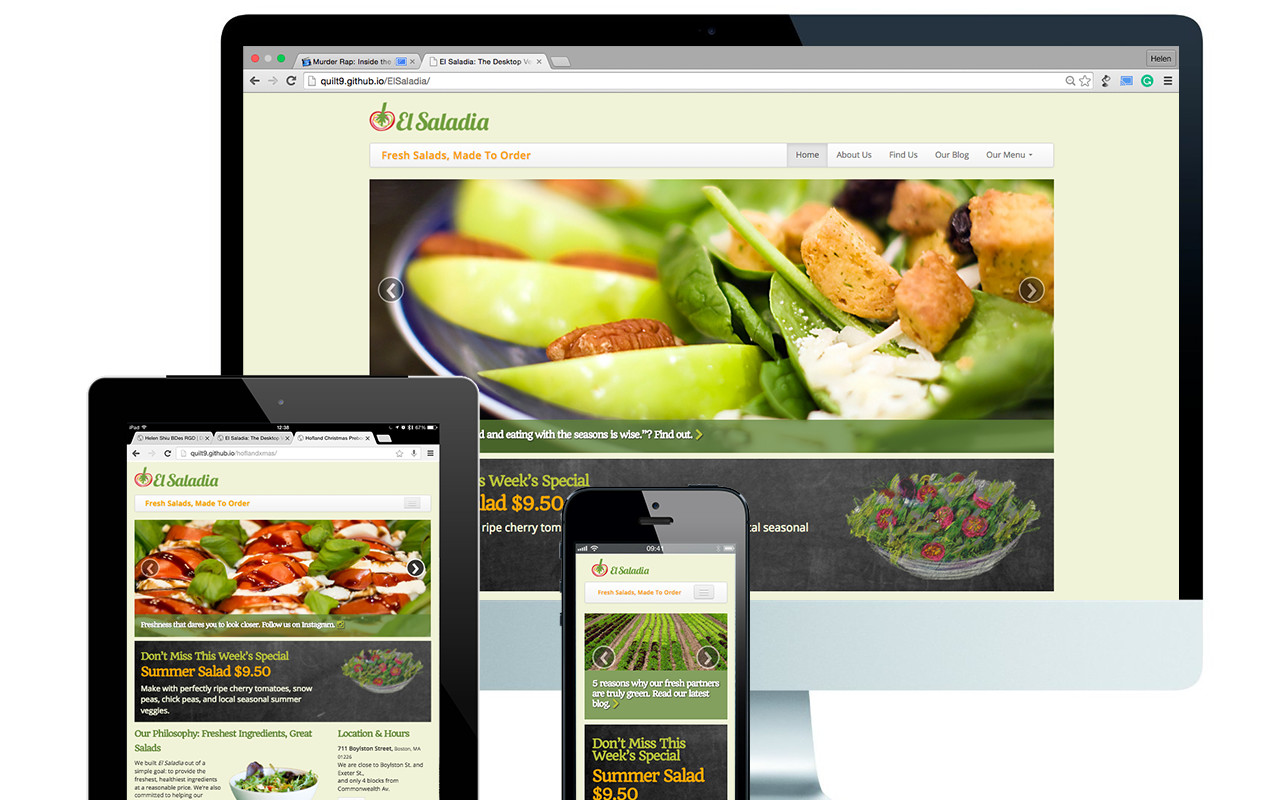 Murder Rap: Inside the
El Saladia: The Desktop Ve
Helen
quilt9.github.io/ElSaladia/
El Saladia
Fresh Salads, Made To Order
Home
About Us
Find Us
Our Blog
Our Menu
d and eating with the seasons is wise."? Find out.
s Week's Special
lad $9.50
ripe cherry tom
cal seasonal
iPad
12:38
67%
Helen Shiu BDes RGD | D
El Saladia: The Desktop
Holland Christmas Prebo
quilt9.github.io/hollandxmas/
El Saladia
Fresh Salads, Made To Order
Freshness that dares you to look closer. Follow us on Instagram.
Don't Miss This Week's Special
Summer Salad $9.50
Make with perfectly ripe cherry tomatoes, snow
peas, chick peas, and local seasonal summer
veggies.
Our Philosophy: Freshest Ingredients, Great
Salads
We built El Saladia out of a
simple goal: to provide the
freshest, healthiest ingredients
at a reasonable price. We're also
committed to helping our
Location & Hours
711 Boylston Street, Boston, MA
01226
We are close to Boylston St. and
Exeter St.,
and only 4 blocks from
Commonwealth Av.
09:41
El Saladia
Fresh Salads, Made To Order
5 reasons why our fresh partners
are truly green. Read our latest
blog.
Don't Miss This
Week's Special
Summer Salad
$9.50